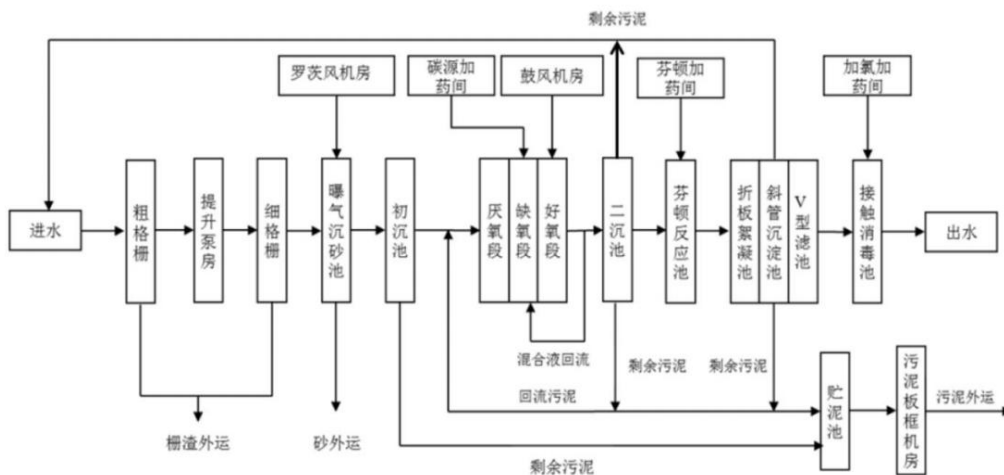 剩余污泥
罗茨风机房
碳源加
药间
鼓风机房
芬顿加
药间
加氯加
药间
进水
粗格栅
提升泵房
细格栅
曝气沉砂池
初沉池
厌氧段
缺氧段
好氧段
二沉池
芬顿反应池
折板絮凝池
斜管沉淀池
V型滤池
接触消毒池
出水
混合液回流
剩余污泥
剩余污泥
回流污泥
贮泥池
污泥板框机房
污泥外运
栅渣外运
砂外运
剩余污泥